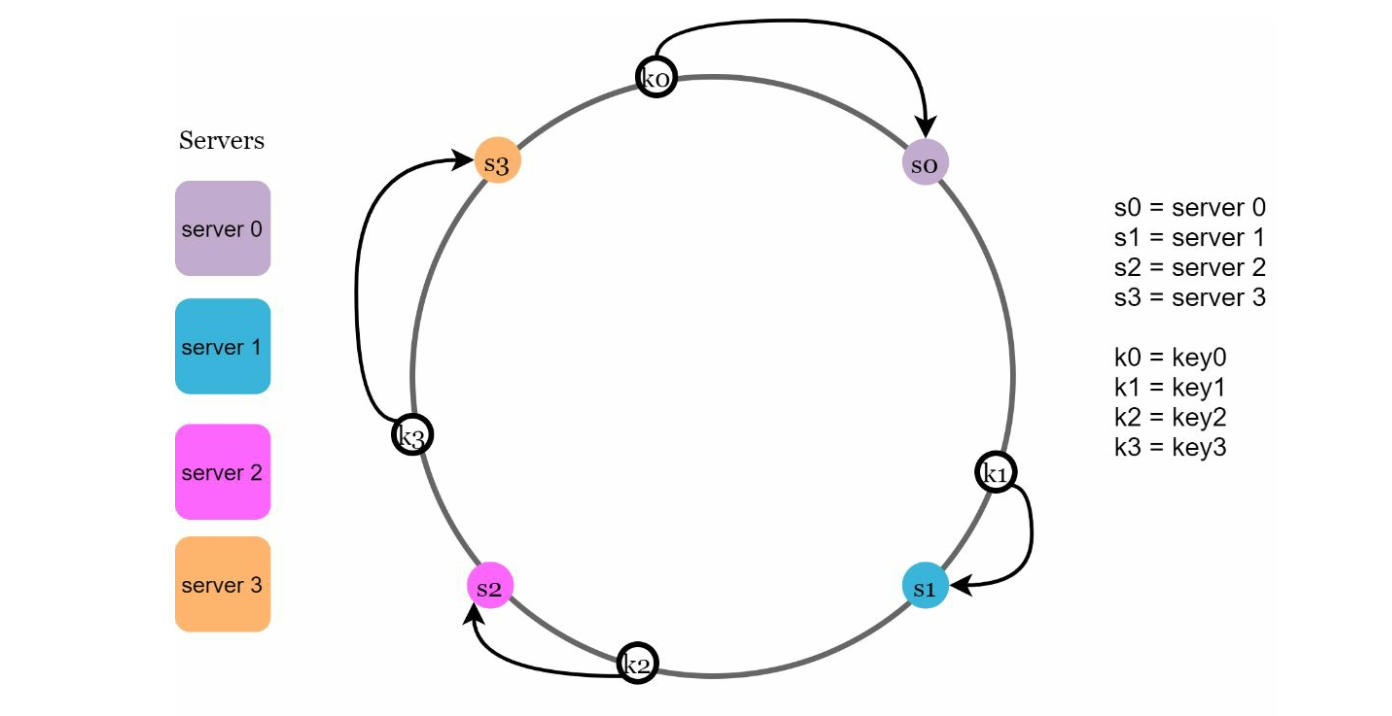 Servers
server 0
server 1
server 2
server 3
k0
s0
k1
s1
k2
s2
k3
s3
s0 = server 0
s1 = server 1
s2 = server 2
s3 = server 3
k0 = key0
k1 = key1
k2 = key2
k3 = key3